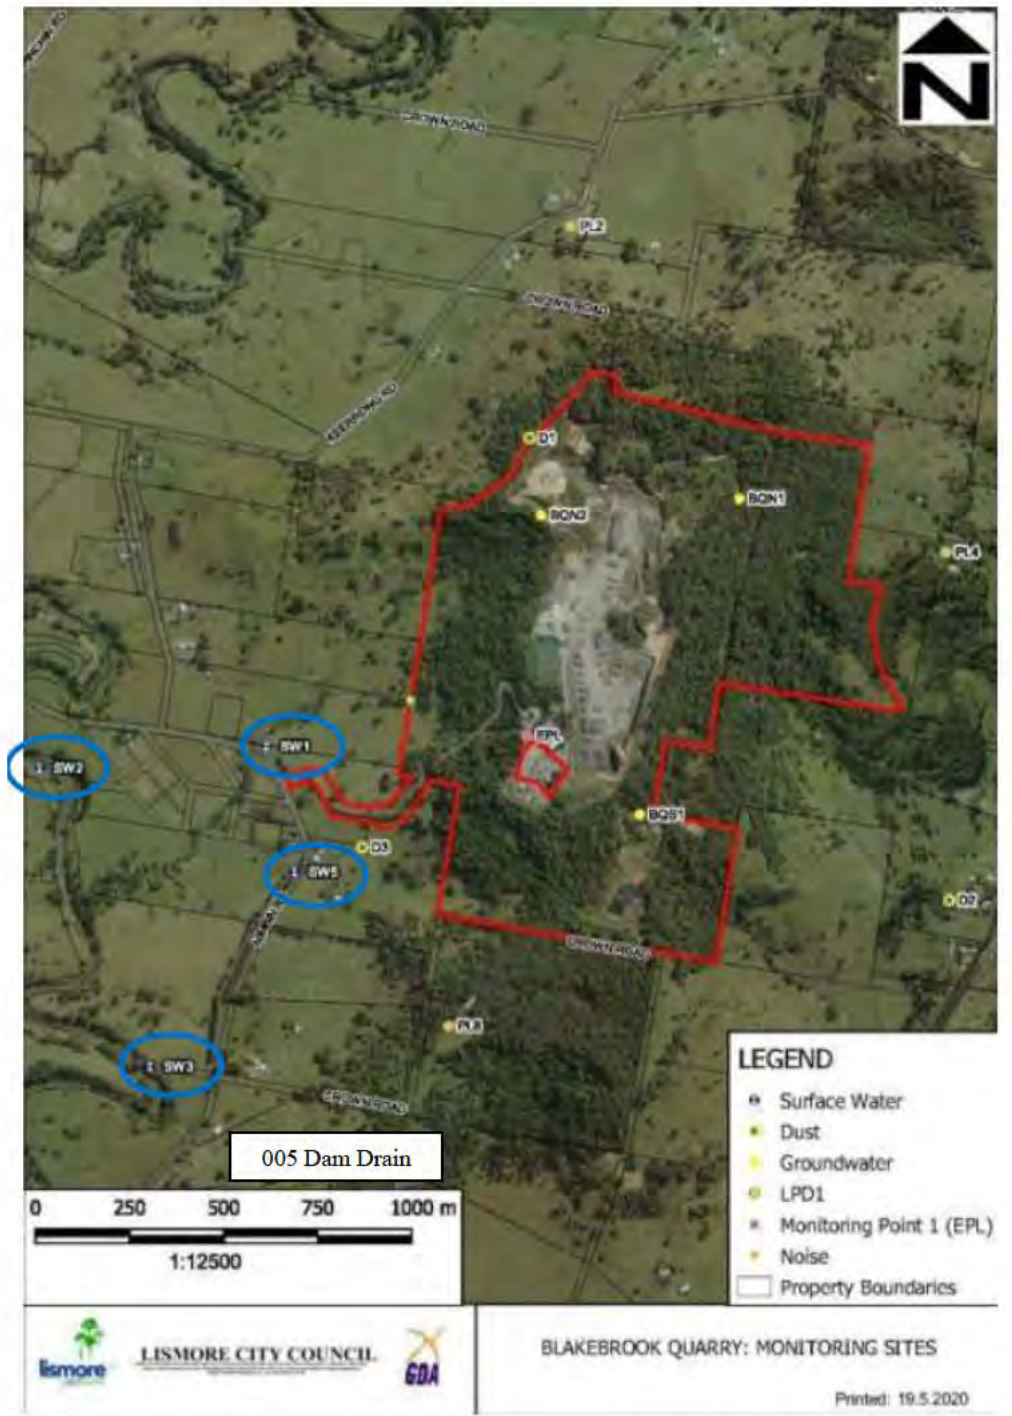 N
CROWN ROAD
PL2
CROWN ROAD
KEERRONG RD
D1
BQN1
BQN2
PL4
EPL
SW1
SW2
BQS1
D3
SW5
D2
CROWN ROAD
PL8
SW3
CROWN ROAD
LEGEND
Surface Water
Dust
Groundwater
LPD1
Monitoring Point 1 (EPL)
Noise
Property Boundaries
005 Dam Drain
0 250 500 750 1000 m
1:12500
lismore
LISMORE CITY COUNCIL
GDA
BLAKEBROOK QUARRY: MONITORING SITES
Printed: 19.5.2020